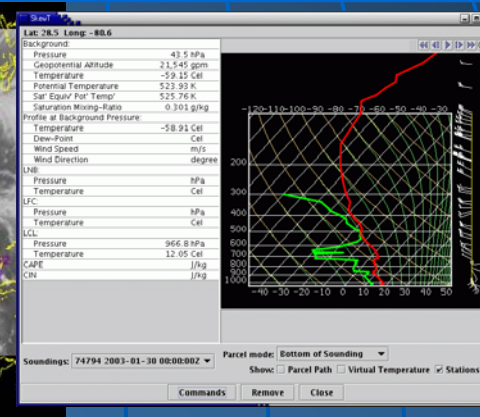 SkewT
Lat: 28.5 Long: -80.6
Background:
Pressure 43.5 hPa
Geopotential Altitude 21,545 gpm
Temperature -59.15 Cel
Potential Temperature 523.93 K
Sat' Equiv' Pot' Temp' 525.76 K
Saturation Mixing-Ratio 0.301 g/kg
Profile at Background Pressure:
Temperature -58.91 Cel
Dew-Point Cel
Wind Speed m/s
Wind Direction degree
LNB:
Pressure hPa
Temperature Cel
LFC:
Pressure hPa
Temperature Cel
LCL:
Pressure 966.8 hPa
Temperature 12.05 Cel
CAPE J/kg
CIN J/kg
-120 -110 -100 -90 -80 -70 -60 -50 -40 -30
200
300
400
500
600
700
800
900
1000
-40 -30 -20 -10 0 10 20 30 40 50
Soundings: 74794 2003-01-30 00:00:00Z
Parcel mode: Bottom of Sounding
Show: Parcel Path Virtual Temperature Stations
Commands Remove Close